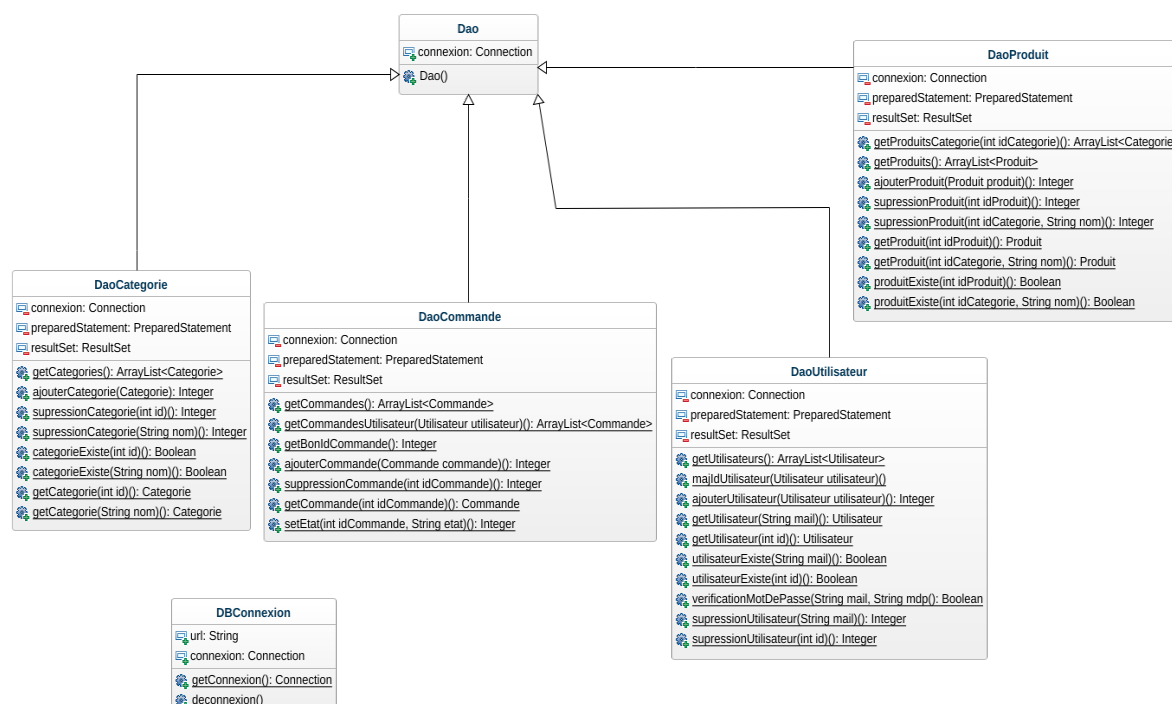 Dao
connexion: Connection
Dao()
DaoProduit
connexion: Connection
preparedStatement: PreparedStatement
resultSet: ResultSet
getProduitsCategorie(int idCategorie)(): ArrayList<Categorie
getProduits(): ArrayList<Produit>
ajouterProduit(Produit produit)(): Integer
supressionProduit(int idProduit)(): Integer
supressionProduit(int idCategorie, String nom)(): Integer
getProduit(int idProduit)(): Produit
getProduit(int idCategorie, String nom)(): Produit
produitExiste(int idProduit)(): Boolean
produitExiste(int idCategorie, String nom)(): Boolean
DaoCategorie
connexion: Connection
preparedStatement: PreparedStatement
resultSet: ResultSet
getCategories(): ArrayList<Categorie>
ajouterCategorie(Categorie): Integer
supressionCategorie(int id)(): Integer
supressionCategorie(String nom)(): Integer
categorieExiste(int id)(): Boolean
categorieExiste(String nom)(): Boolean
getCategorie(int id)(): Categorie
getCategorie(String nom)(): Categorie
DaoCommande
connexion: Connection
preparedStatement: PreparedStatement
resultSet: ResultSet
getCommandes(): ArrayList<Commande>
getCommandesUtilisateur(Utilisateur utilisateur)(): ArrayList<Commande>
getBonIdCommande(): Integer
ajouterCommande(Commande commande)(): Integer
suppressionCommande(int idCommande)(): Integer
getCommande(int idCommande)(): Commande
setEtat(int idCommande, String etat)(): Integer
DaoUtilisateur
connexion: Connection
preparedStatement: PreparedStatement
resultSet: ResultSet
getUtilisateurs(): ArrayList<Utilisateur>
majIdUtilisateur(Utilisateur utilisateur)()
ajouterUtilisateur(Utilisateur utilisateur)(): Integer
getUtilisateur(String mail)(): Utilisateur
getUtilisateur(int id)(): Utilisateur
utilisateurExiste(String mail)(): Boolean
utilisateurExiste(int id)(): Boolean
verificationMotDePasse(String mail, String mdp(): Boolean
supressionUtilisateur(String mail)(): Integer
supressionUtilisateur(int id)(): Integer
DBConnexion
url: String
connexion: Connection
getConnexion(): Connection
deconnexion()